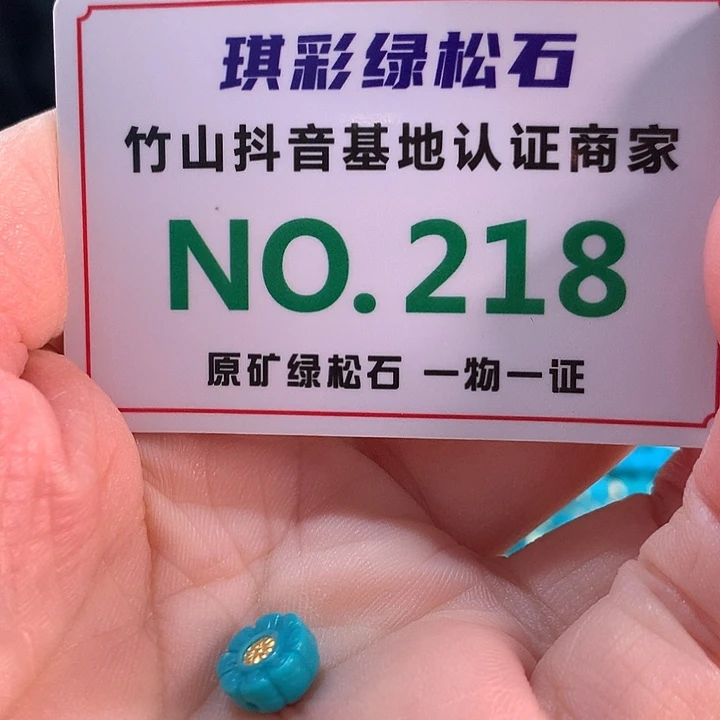 琪彩绿松石
竹山抖音基地认证商家
NO.218
原矿绿松石 一物一证